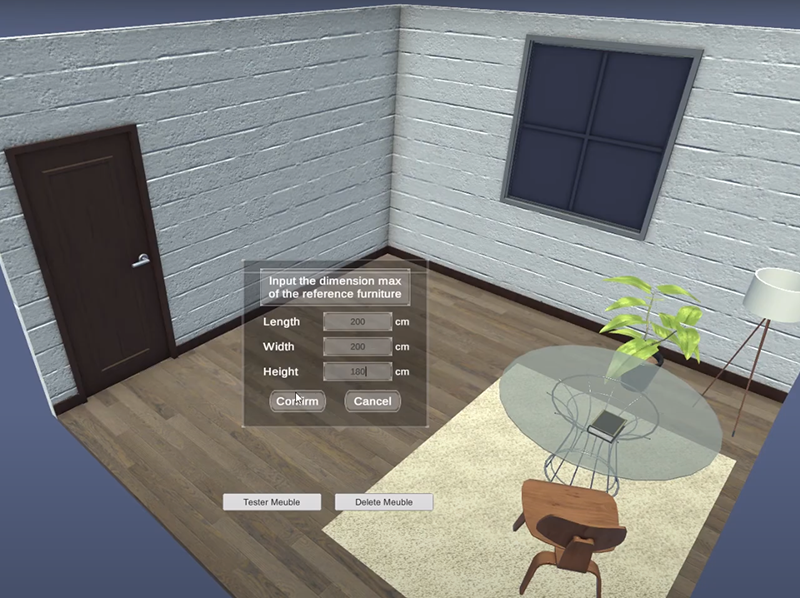 Input the dimension max
of the reference furniture
Length 200 cm
Width 200 cm
Height 180 cm
Confirm Cancel
Tester Meuble Delete Meuble